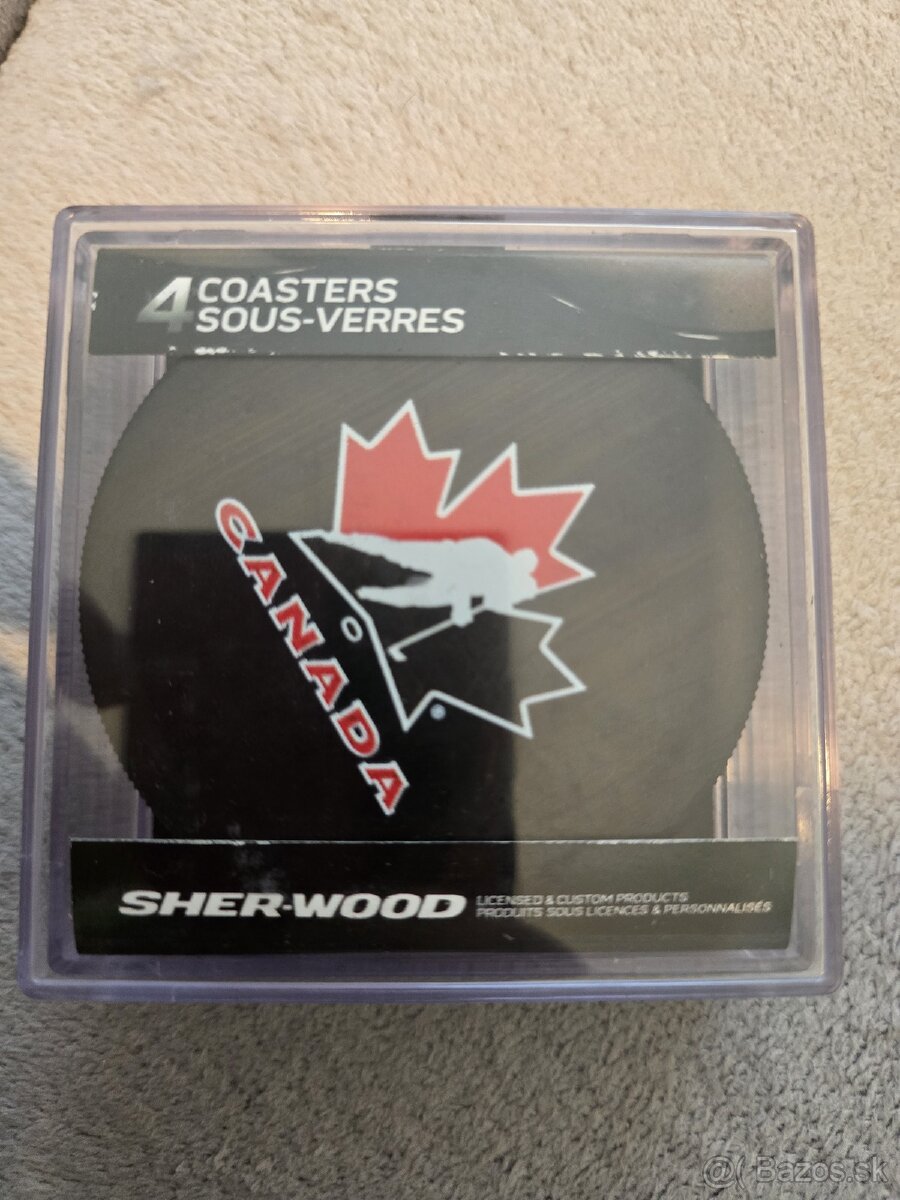 4 COASTERS
SOUS-VERRES
CANADA
®
SHER-WOOD
LICENSED & CUSTOM PRODUCTS
PRODUITS SOUS LICENCES & PERSONNALISÉS
@( Bazos.sk